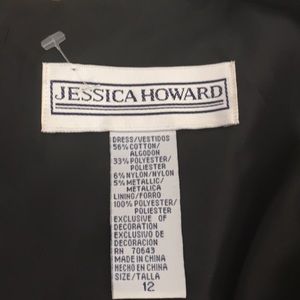 JESSICA HOWARD
DRESS/VESTIDOS
56% COTTON/
ALGODON
33% POLYESTER/
POLIESTER
6% NYLON/NYLON
5% METALLIC/
METALICA
LINING/FORRO
100% POLYESTER/
POLIESTER
EXCLUSIVE OF
DECORATION
EXCLUSIVO DE
DECORACION
RN 70643
MADE IN CHINA
HECHO EN CHINA
SIZE/TALLA
12